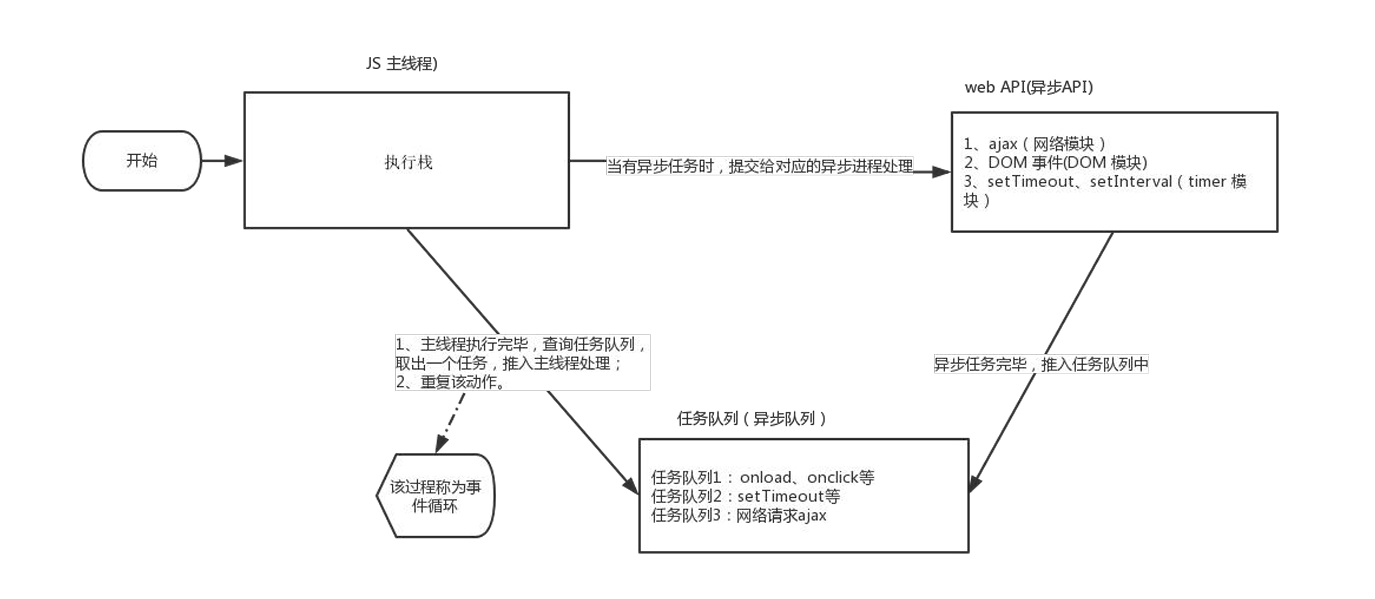 JS 主线程)
web API(异步API)
开始
执行栈
当有异步任务时，提交给对应的异步进程处理
1、ajax（网络模块）
2、DOM 事件(DOM 模块)
3、setTimeout、setInterval（timer 模
块）
1、主线程执行完毕，查询任务队列，
取出一个任务，推入主线程处理；
2、重复该动作。
异步任务完毕，推入任务队列中
任务队列（异步队列）
该过程称为事
件循环
任务队列1：onload、onclick等
任务队列2：setTimeout等
任务队列3：网络请求ajax